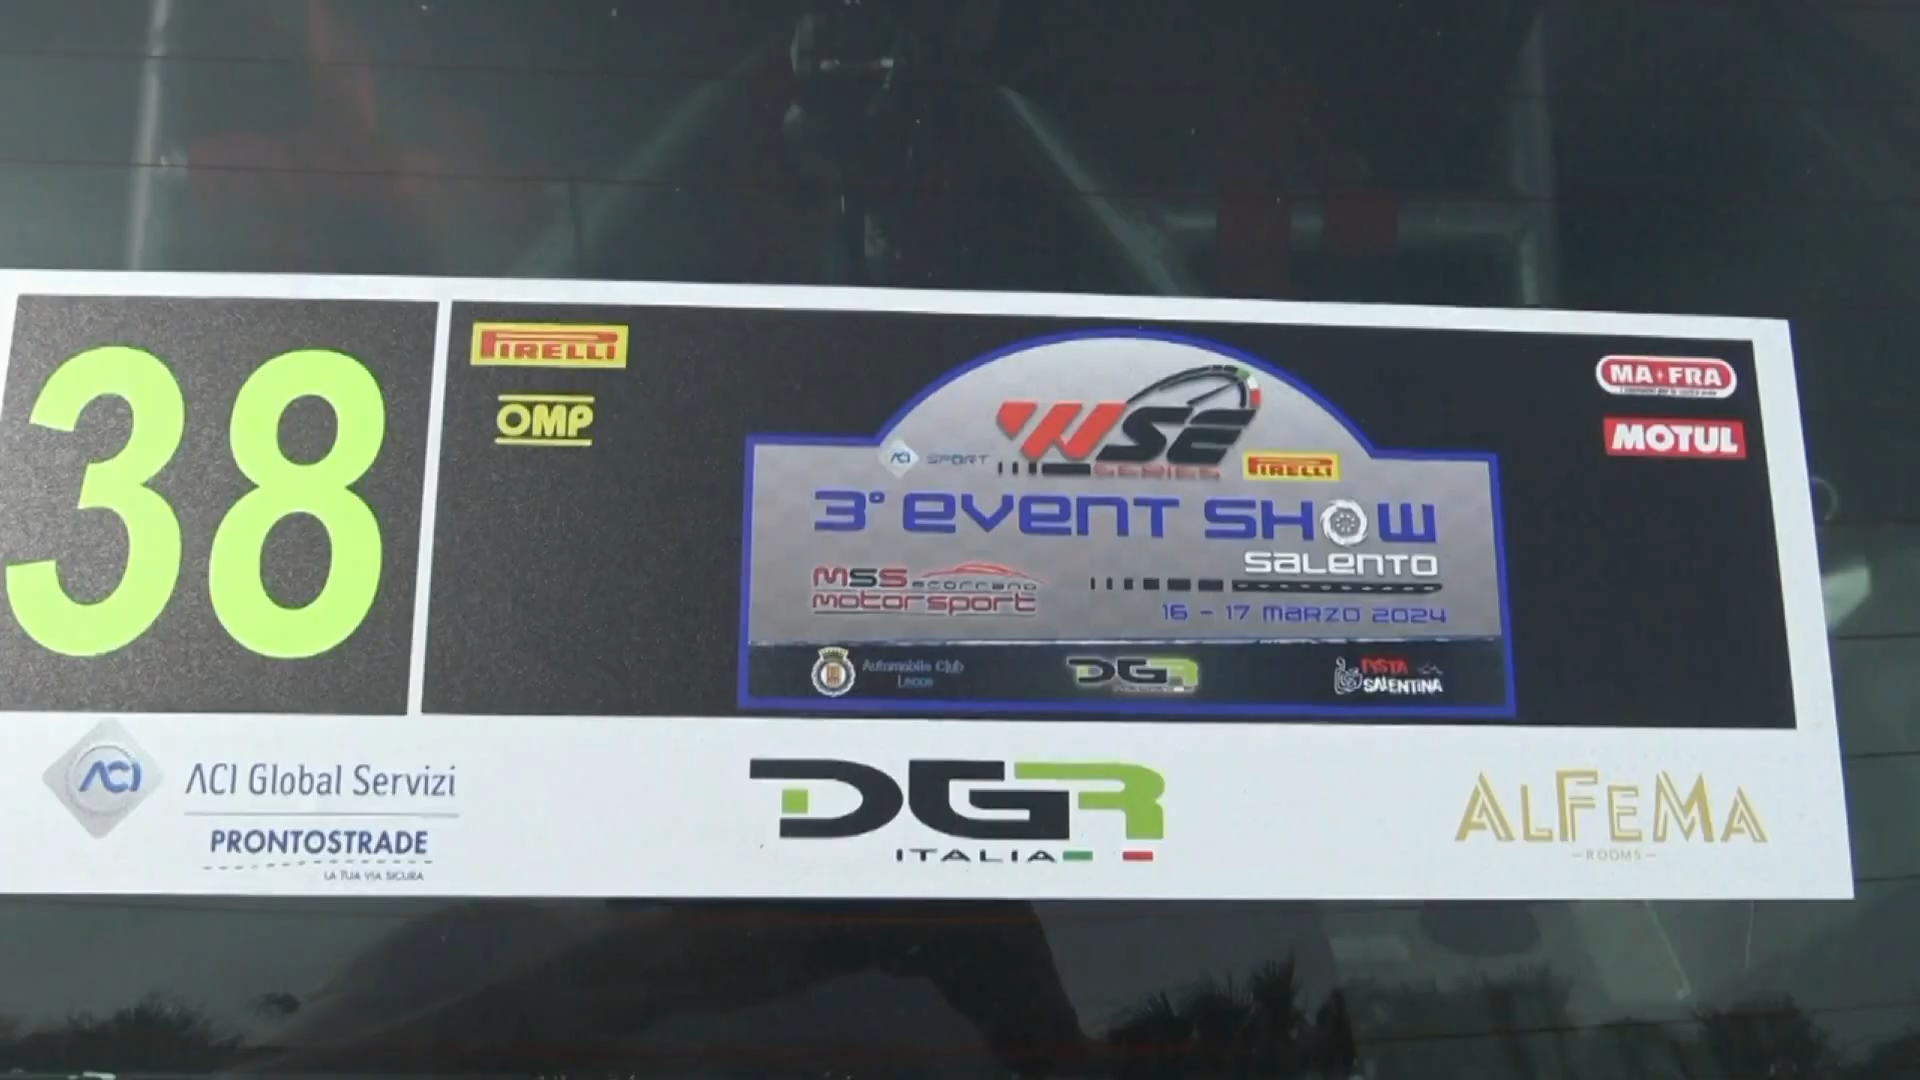 38
PIRELLI
OMP
MA-FRA
MOTUL
WSE
SERIES
ACI SPORT
PIRELLI
3° EVENT SHOW
SALENTO
MSS SCORRANO
MOTORSPORT
16 - 17 MARZO 2024
Automobile Club
Lecce
DGR
PISTA
SALENTINA
ACI
ACI Global Servizi
PRONTOSTRADE
LA TUA VIA SICURA
DGR
ITALIA
ALFEMA
ROOMS